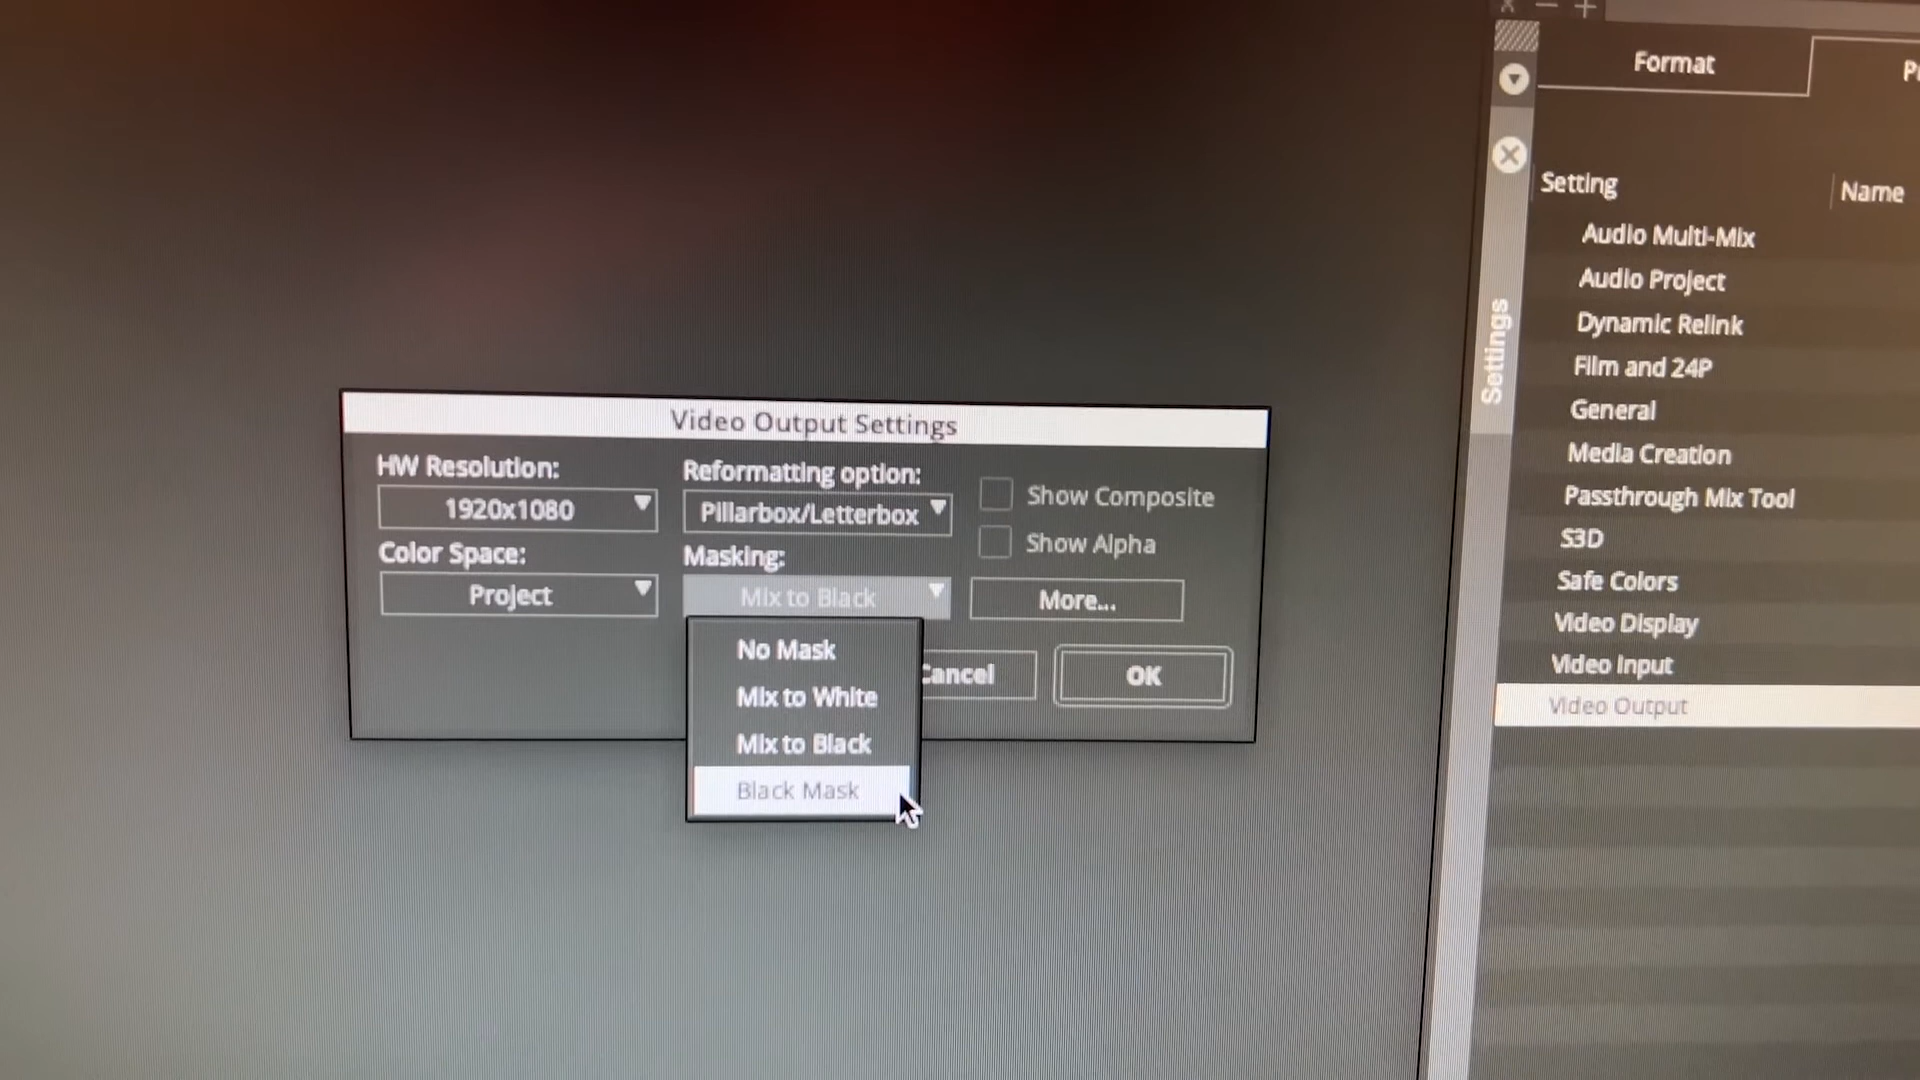 Format
Setting
Name
Audio Multi-Mix
Audio Project
Dynamic Relink
Film and 24P
General
Media Creation
Passthrough Mix Tool
S3D
Safe Colors
Video Display
Video Input
Video Output
Settings
Video Output Settings
HW Resolution:
1920x1080
Color Space:
Project
Reformatting option:
Pillarbox/Letterbox
Masking:
Mix to Black
No Mask
Mix to White
Mix to Black
Black Mask
Show Composite
Show Alpha
More...
Cancel
OK